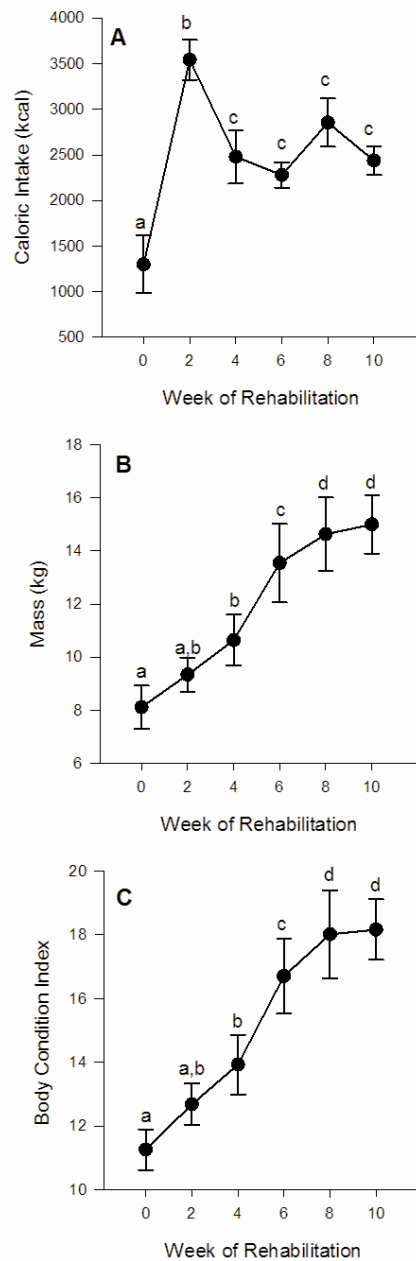 A
b
4000
3500
3000
2500
2000
1500
1000
500
a
c
c
c
c
Caloric Intake (kcal)
0 2 4 6 8 10
Week of Rehabilitation
B
18
16
14
12
10
8
6
a
a,b
b
c
d
d
Mass (kg)
0 2 4 6 8 10
Week of Rehabilitation
C
20
18
16
14
12
10
a
a,b
b
c
d
d
Body Condition Index
0 2 4 6 8 10
Week of Rehabilitation